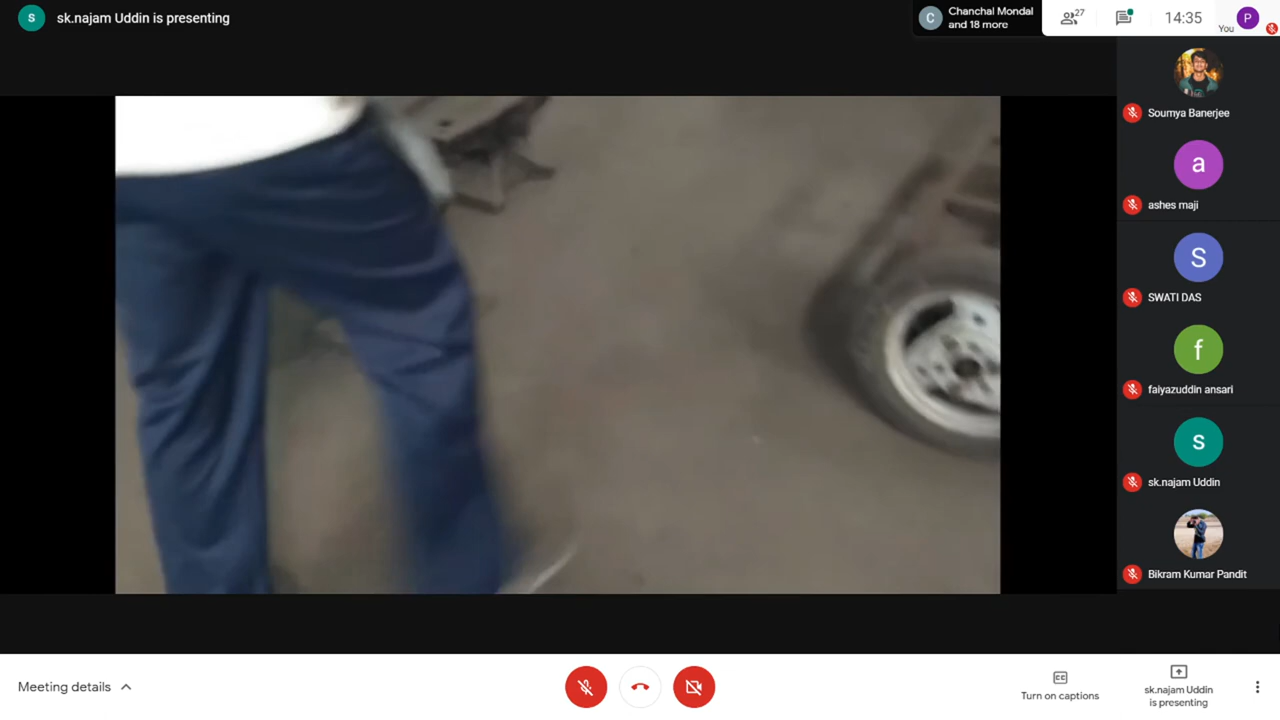 s
sk.najam Uddin is presenting
C
Chanchal Mondal
and 18 more
27
14:35
You
P
Soumya Banerjee
a
ashes maji
S
SWATI DAS
f
faiyazuddin ansari
s
sk.najam Uddin
Bikram Kumar Pandit
Meeting details
CC
Turn on captions
sk.najam Uddin
is presenting